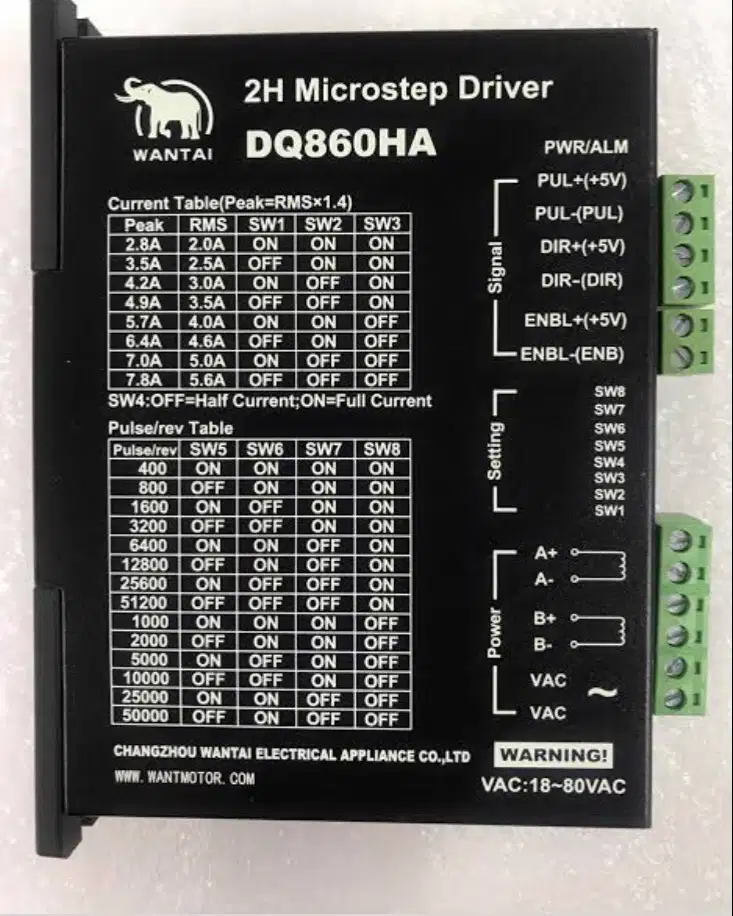 WANTAI
2H Microstep Driver
DQ860HA
Current Table(Peak=RMS×1.4)
Peak RMS SW1 SW2 SW3
2.8A 2.0A ON ON ON
3.5A 2.5A OFF ON ON
4.2A 3.0A ON OFF ON
4.9A 3.5A OFF OFF ON
5.7A 4.0A ON ON OFF
6.4A 4.6A OFF ON OFF
7.0A 5.0A ON OFF OFF
7.8A 5.6A OFF OFF OFF
SW4:OFF=Half Current;ON=Full Current
Pulse/rev Table
Pulse/rev SW5 SW6 SW7 SW8
400 ON ON ON ON
800 OFF ON ON ON
1600 ON OFF ON ON
3200 OFF OFF ON ON
6400 ON ON OFF ON
12800 OFF ON OFF ON
25600 ON OFF OFF ON
51200 OFF OFF OFF ON
1000 ON ON ON OFF
2000 OFF ON ON OFF
5000 ON OFF ON OFF
10000 OFF OFF ON OFF
25000 ON ON OFF OFF
50000 OFF ON OFF OFF
CHANGZHOU WANTAI ELECTRICAL APPLIANCE CO.,LTD
WWW.WANTMOTOR.COM
PWR/ALM
Signal
PUL+(+5V)
PUL-(PUL)
DIR+(+5V)
DIR-(DIR)
ENBL+(+5V)
ENBL-(ENB)
Setting
SW8
SW7
SW6
SW5
SW4
SW3
SW2
SW1
Power
A+
A-
B+
B-
VAC
~
VAC
WARNING!
VAC:18~80VAC